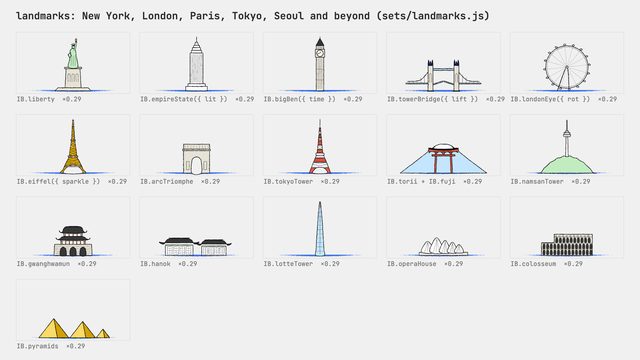 landmarks: New York, London, Paris, Tokyo, Seoul and beyond (sets/landmarks.js)
IB.liberty ×0.29
IB.empireState({ lit }) ×0.29
IB.bigBen({ time }) ×0.29
IB.towerBridge({ lift }) ×0.29
IB.londonEye({ rot }) ×0.29
IB.eiffel({ sparkle }) ×0.29
IB.arcTriomphe ×0.29
IB.tokyoTower ×0.29
IB.torii + IB.fuji ×0.29
IB.namsanTower ×0.29
IB.gwanghwamun ×0.29
IB.hanok ×0.29
IB.lotteTower ×0.29
IB.operaHouse ×0.29
IB.colosseum ×0.29
IB.pyramids ×0.29